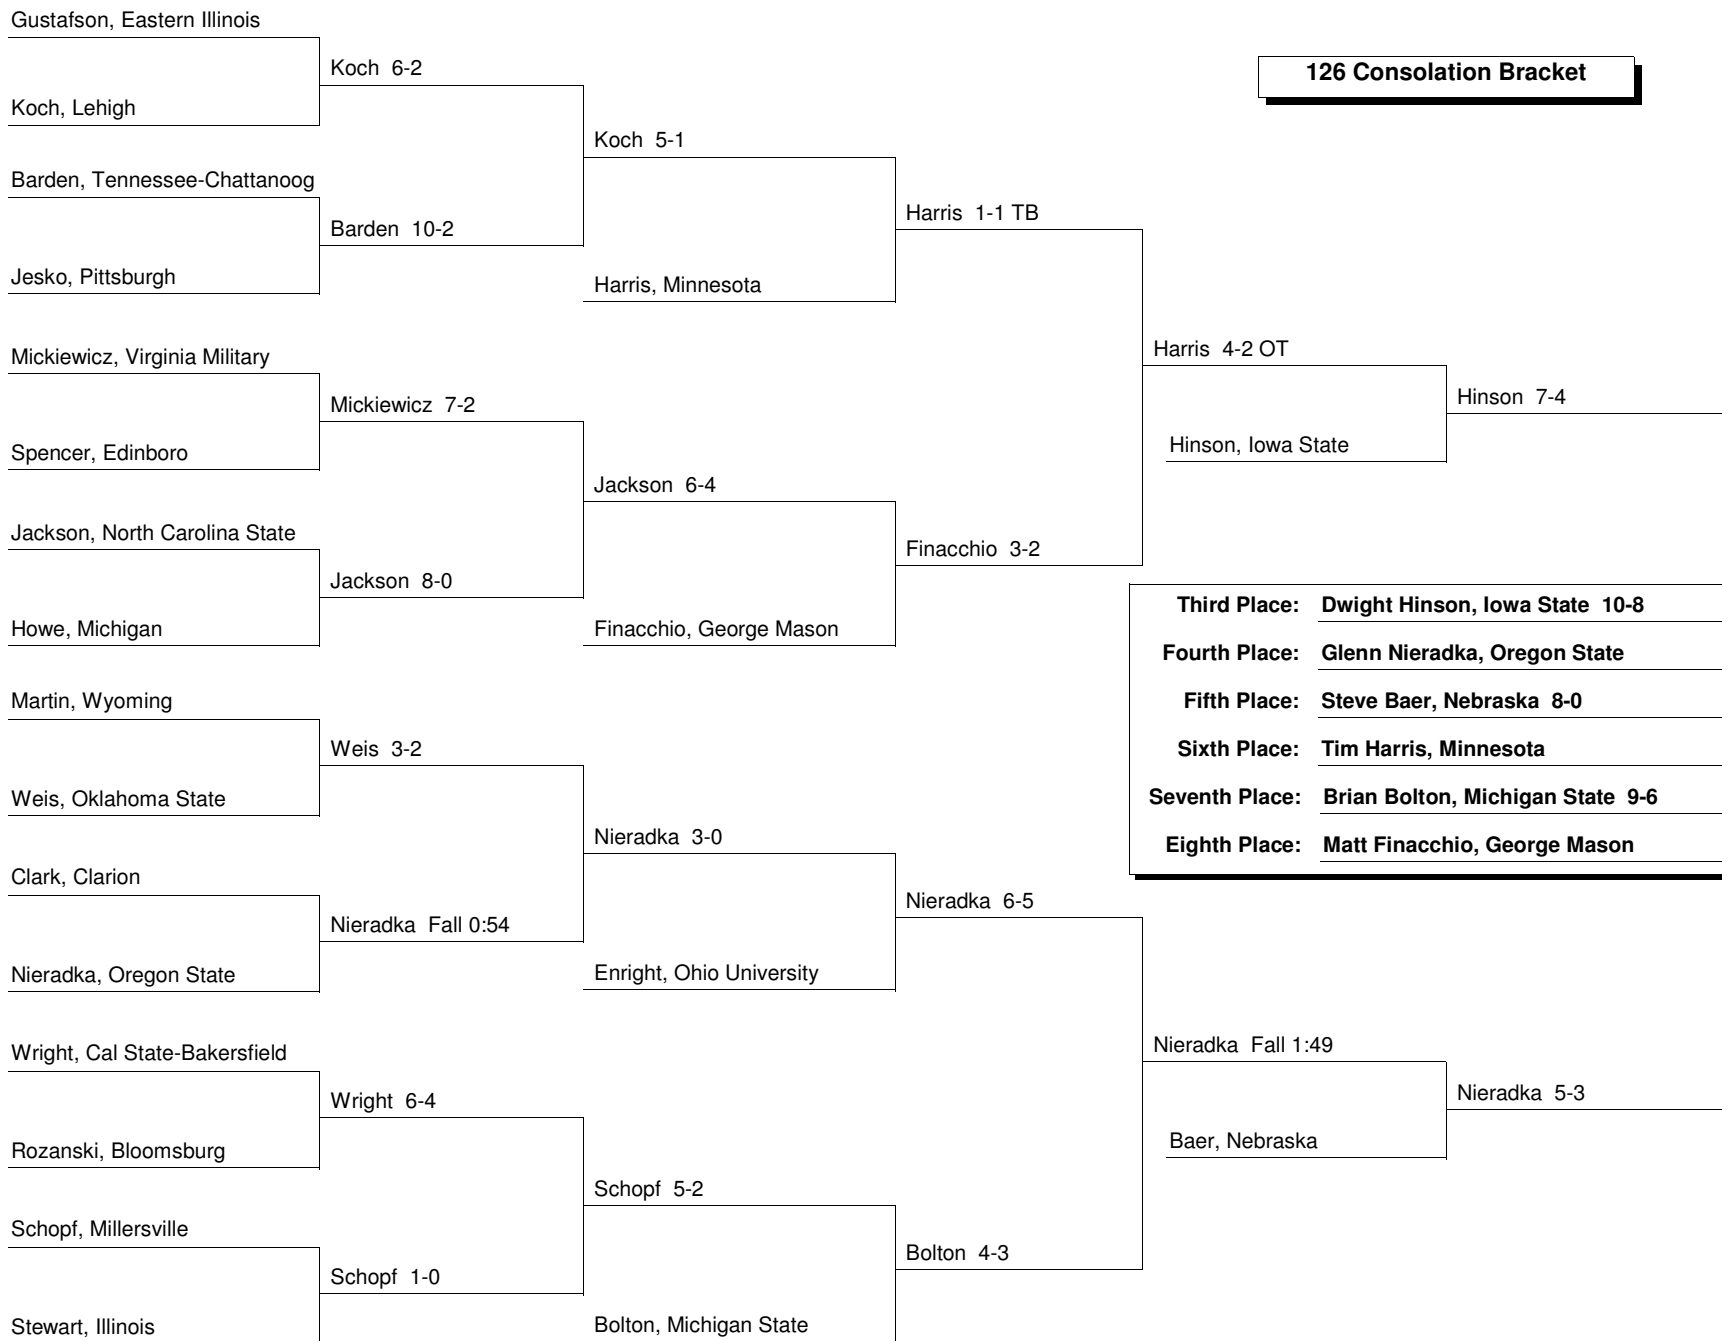 Gustafson, Eastern Illinois
Koch 6-2
126 Consolation Bracket
Koch, Lehigh
Koch 5-1
Barden, Tennessee-Chattanoog
Harris 1-1 TB
Barden 10-2
Jesko, Pittsburgh
Harris, Minnesota
Mickiewicz, Virginia Military
Harris 4-2 OT
Mickiewicz 7-2
Hinson 7-4
Spencer, Edinboro
Hinson, Iowa State
Jackson 6-4
Jackson, North Carolina State
Finacchio 3-2
Jackson 8-0
Howe, Michigan
Finacchio, George Mason
Third Place: Dwight Hinson, Iowa State 10-8
Fourth Place: Glenn Nieradka, Oregon State
Fifth Place: Steve Baer, Nebraska 8-0
Sixth Place: Tim Harris, Minnesota
Seventh Place: Brian Bolton, Michigan State 9-6
Eighth Place: Matt Finacchio, George Mason
Martin, Wyoming
Weis 3-2
Weis, Oklahoma State
Nieradka 3-0
Clark, Clarion
Nieradka 6-5
Nieradka Fall 0:54
Nieradka, Oregon State
Enright, Ohio University
Wright, Cal State-Bakersfield
Nieradka Fall 1:49
Wright 6-4
Nieradka 5-3
Rozanski, Bloomsburg
Baer, Nebraska
Schopf 5-2
Schopf, Millersville
Bolton 4-3
Schopf 1-0
Stewart, Illinois
Bolton, Michigan State